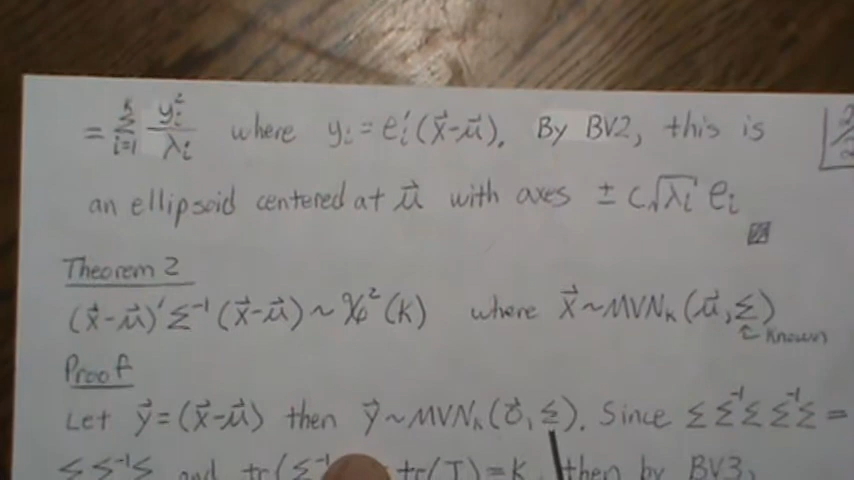 = Σ_{i=1}^{k} y_i²/λ_i where y_i = e_i'(x⃗-μ⃗). By BV2, this is
an ellipsoid centered at μ⃗ with axes ± c√λ_i e_i
Theorem 2
(x⃗-μ⃗)'Σ⁻¹(x⃗-μ⃗) ~ χ²(k) where x⃗~MVN_k(μ⃗,Σ)
known
Proof
Let y⃗=(x⃗-μ⃗) then y⃗~MVN_k(0⃗,Σ). Since ΣΣ⁻¹ΣΣ⁻¹Σ =
ΣΣ⁻¹Σ and tr(Σ⁻¹ tr(I)=k, then by BV3,